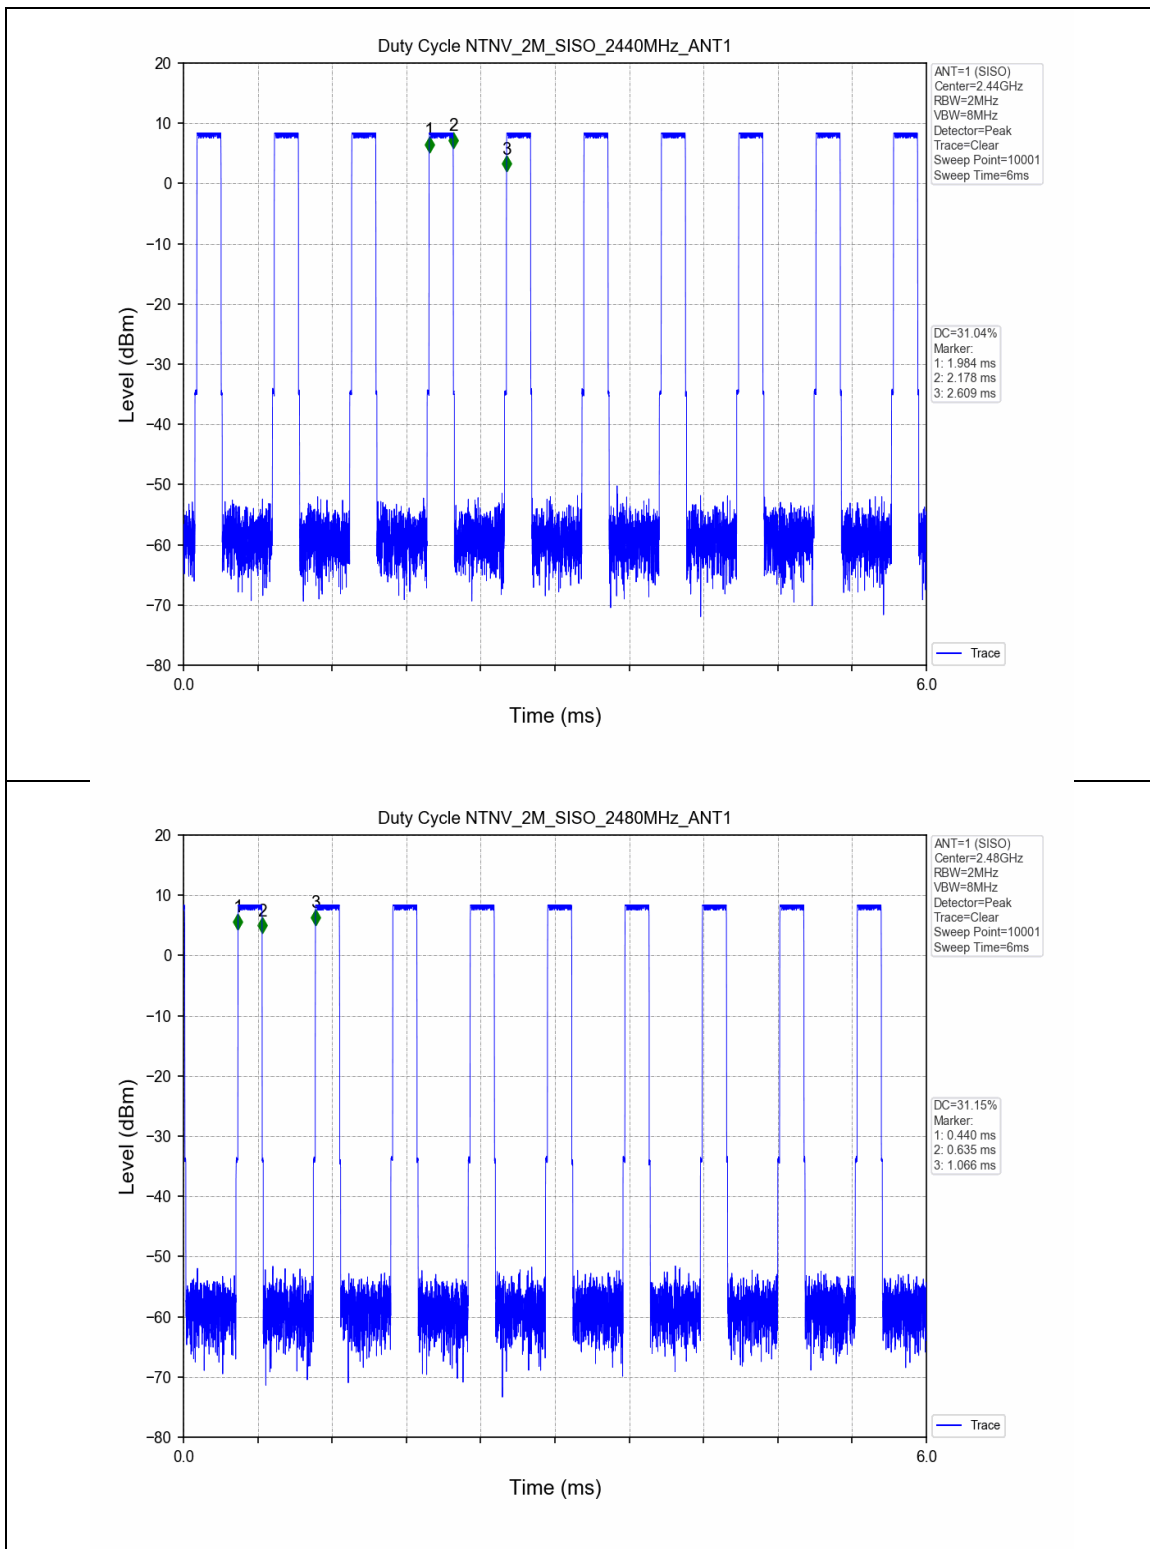 Duty Cycle NTNV_2M_SISO_2440MHz_ANT1
20
10
0
−10
−20
−30
−40
−50
−60
−70
−80
Level (dBm)
1
2
3
0.0
6.0
Time (ms)
ANT=1 (SISO)
Center=2.44GHz
RBW=2MHz
VBW=8MHz
Detector=Peak
Trace=Clear
Sweep Point=10001
Sweep Time=6ms
DC=31.04%
Marker:
1: 1.984 ms
2: 2.178 ms
3: 2.609 ms
Trace
Duty Cycle NTNV_2M_SISO_2480MHz_ANT1
20
10
0
−10
−20
−30
−40
−50
−60
−70
−80
Level (dBm)
1
2
3
0.0
6.0
Time (ms)
ANT=1 (SISO)
Center=2.48GHz
RBW=2MHz
VBW=8MHz
Detector=Peak
Trace=Clear
Sweep Point=10001
Sweep Time=6ms
DC=31.15%
Marker:
1: 0.440 ms
2: 0.635 ms
3: 1.066 ms
Trace